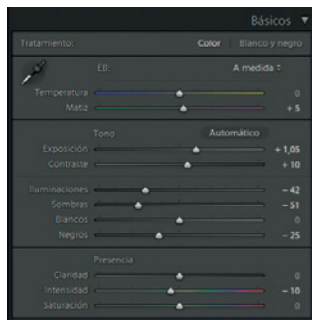 Básicos ▼
Tratamiento: Color | Blanco y negro
EB: A medida
Temperatura 0
Matiz + 5
Tono Automático
Exposición + 1,05
Contraste + 10
Iluminaciones − 42
Sombras − 51
Blancos 0
Negros − 25
Presencia
Claridad 0
Intensidad − 10
Saturación 0